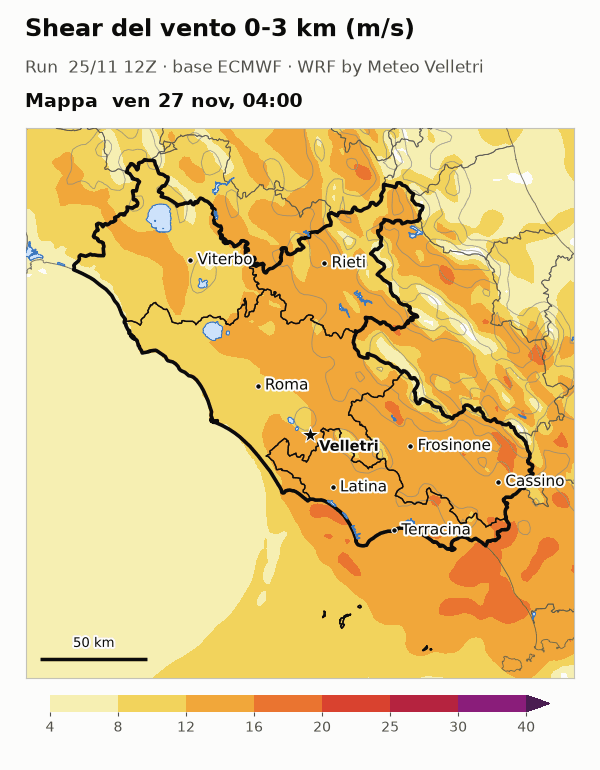 Shear del vento 0-3 km (m/s)
Run  25/11 12Z · base ECMWF · WRF by Meteo Velletri
Mappa  ven 27 nov, 04:00
Viterbo
Rieti
Roma
Velletri
Frosinone
Latina
Cassino
Terracina
50 km
4 8 12 16 20 25 30 40